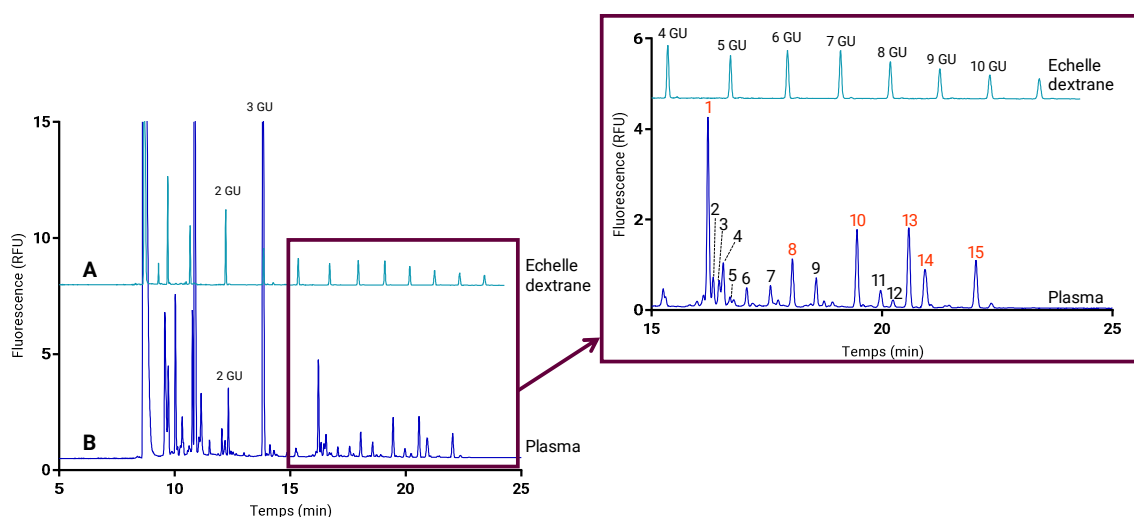 15
10
5
0
5
10
15
20
25
Fluorescence (RFU)
Temps (min)
A
B
2 GU
3 GU
2 GU
Echelle
dextrane
Plasma
6
4
2
0
15
20
25
Fluorescence (RFU)
Temps (min)
4 GU
5 GU
6 GU
7 GU
8 GU
9 GU
10 GU
Echelle
dextrane
1
2
3
4
5
6
7
8
9
10
11
12
13
14
15
Plasma